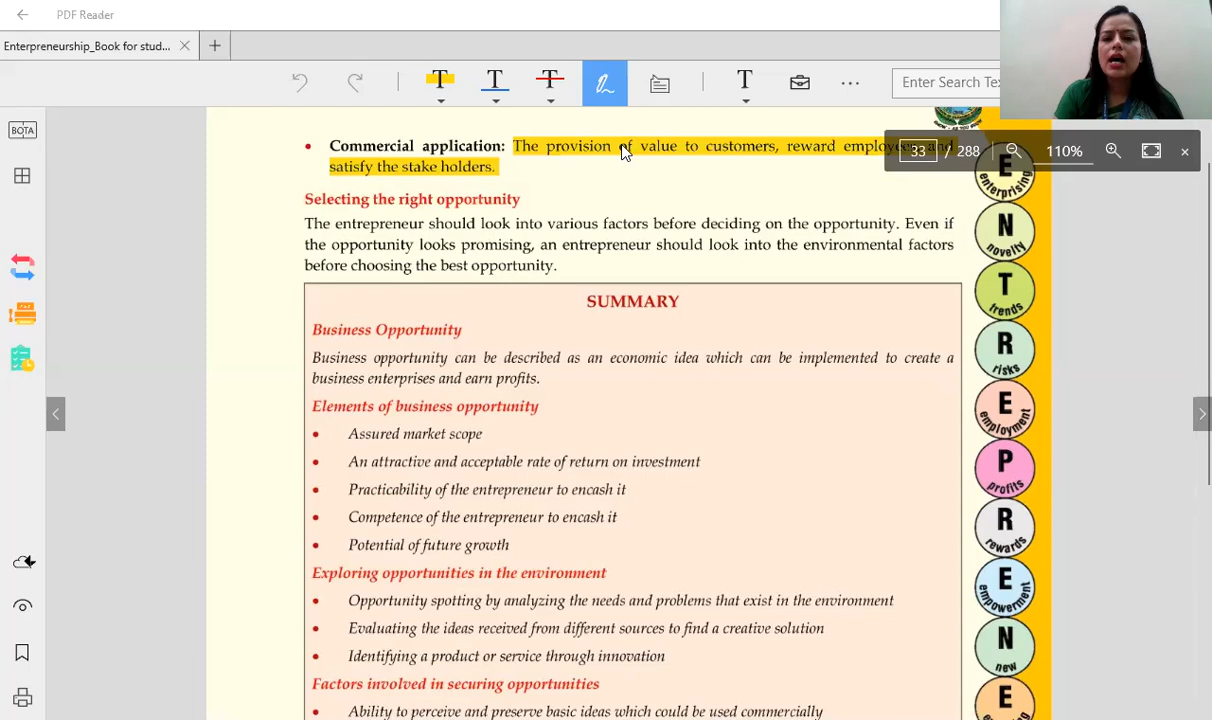 PDF Reader
Enterpreneurship_Book for stud...
T T T T ... Enter Search Te
BOTA
33 / 288 110%
• Commercial application: The provision of value to customers, reward employees and
satisfy the stake holders.
Selecting the right opportunity
The entrepreneur should look into various factors before deciding on the opportunity. Even if
the opportunity looks promising, an entrepreneur should look into the environmental factors
before choosing the best opportunity.
SUMMARY
Business Opportunity
Business opportunity can be described as an economic idea which can be implemented to create a
business enterprises and earn profits.
Elements of business opportunity
• Assured market scope
• An attractive and acceptable rate of return on investment
• Practicability of the entrepreneur to encash it
• Competence of the entrepreneur to encash it
• Potential of future growth
Exploring opportunities in the environment
• Opportunity spotting by analyzing the needs and problems that exist in the environment
• Evaluating the ideas received from different sources to find a creative solution
• Identifying a product or service through innovation
Factors involved in securing opportunities
• Ability to perceive and preserve basic ideas which could be used commercially
E
enterprising
N
novelty
T
trends
R
risks
E
employment
P
profits
R
rewards
E
empowerment
N
new
E